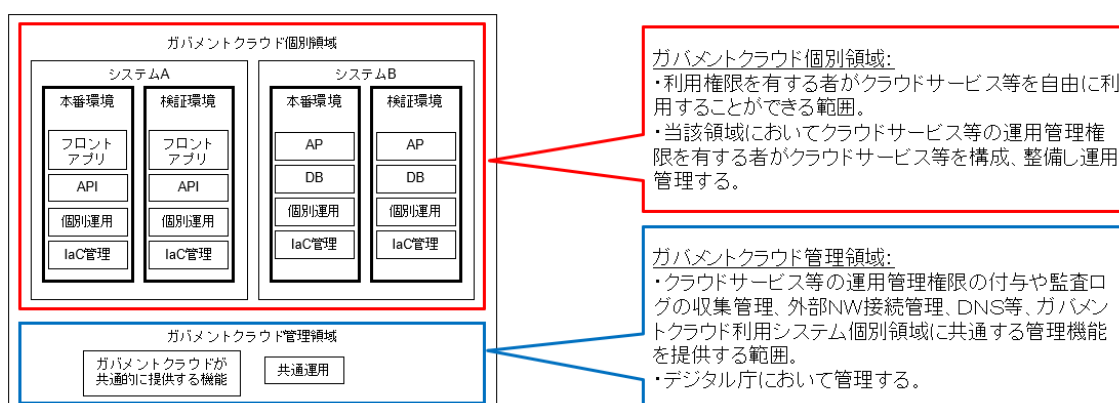 ガバメントクラウド個別領域
システムA
本番環境
フロント
アプリ
API
個別運用
IaC管理
検証環境
フロント
アプリ
API
個別運用
IaC管理
システムB
本番環境
AP
DB
個別運用
IaC管理
検証環境
AP
DB
個別運用
IaC管理
ガバメントクラウド管理領域
ガバメントクラウドが
共通的に提供する機能
共通運用
ガバメントクラウド個別領域:
・利用権限を有する者がクラウドサービス等を自由に利
用することができる範囲。
・当該領域においてクラウドサービス等の運用管理権
限を有する者がクラウドサービス等を構成、整備し運用
管理する。
ガバメントクラウド管理領域:
・クラウドサービス等の運用管理権限の付与や監査ロ
グの収集管理、外部NW接続管理、DNS等、ガバメン
トクラウド利用システム個別領域に共通する管理機能
を提供する範囲。
・デジタル庁において管理する。